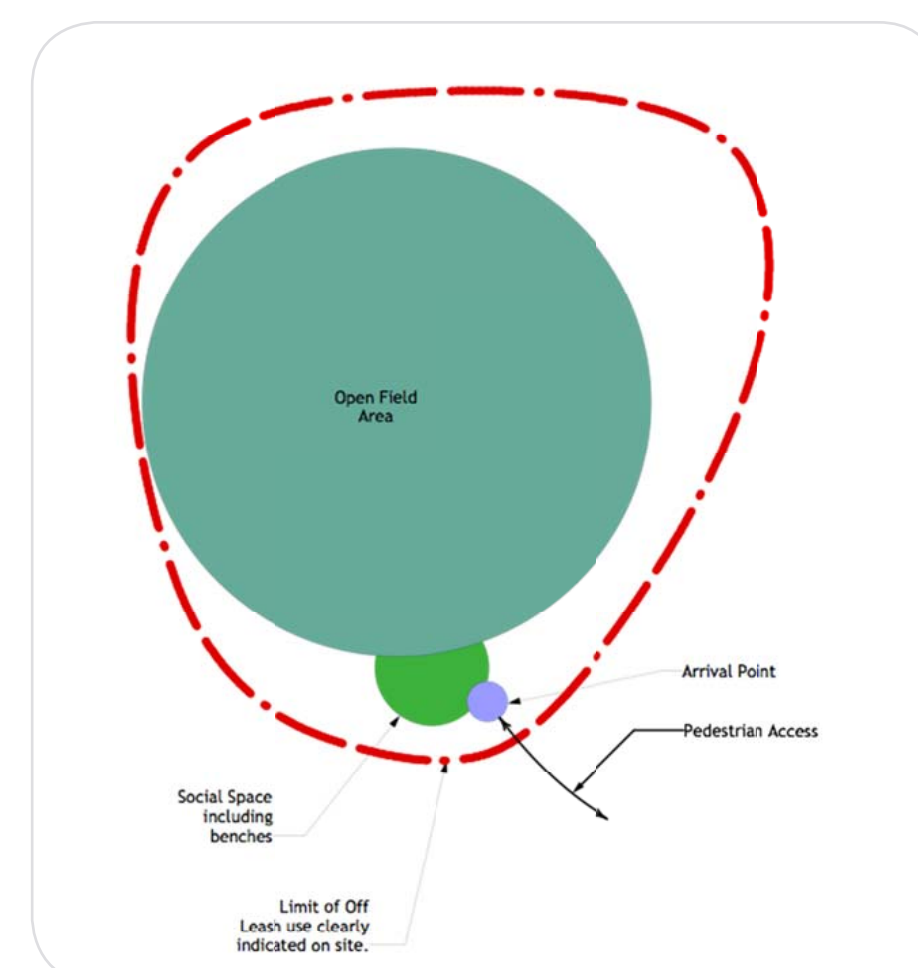 Open Field
Area
Arrival Point
Pedestrian Access
Social Space
including
benches
Limit of Off
Leash use clearly
indicated on site.